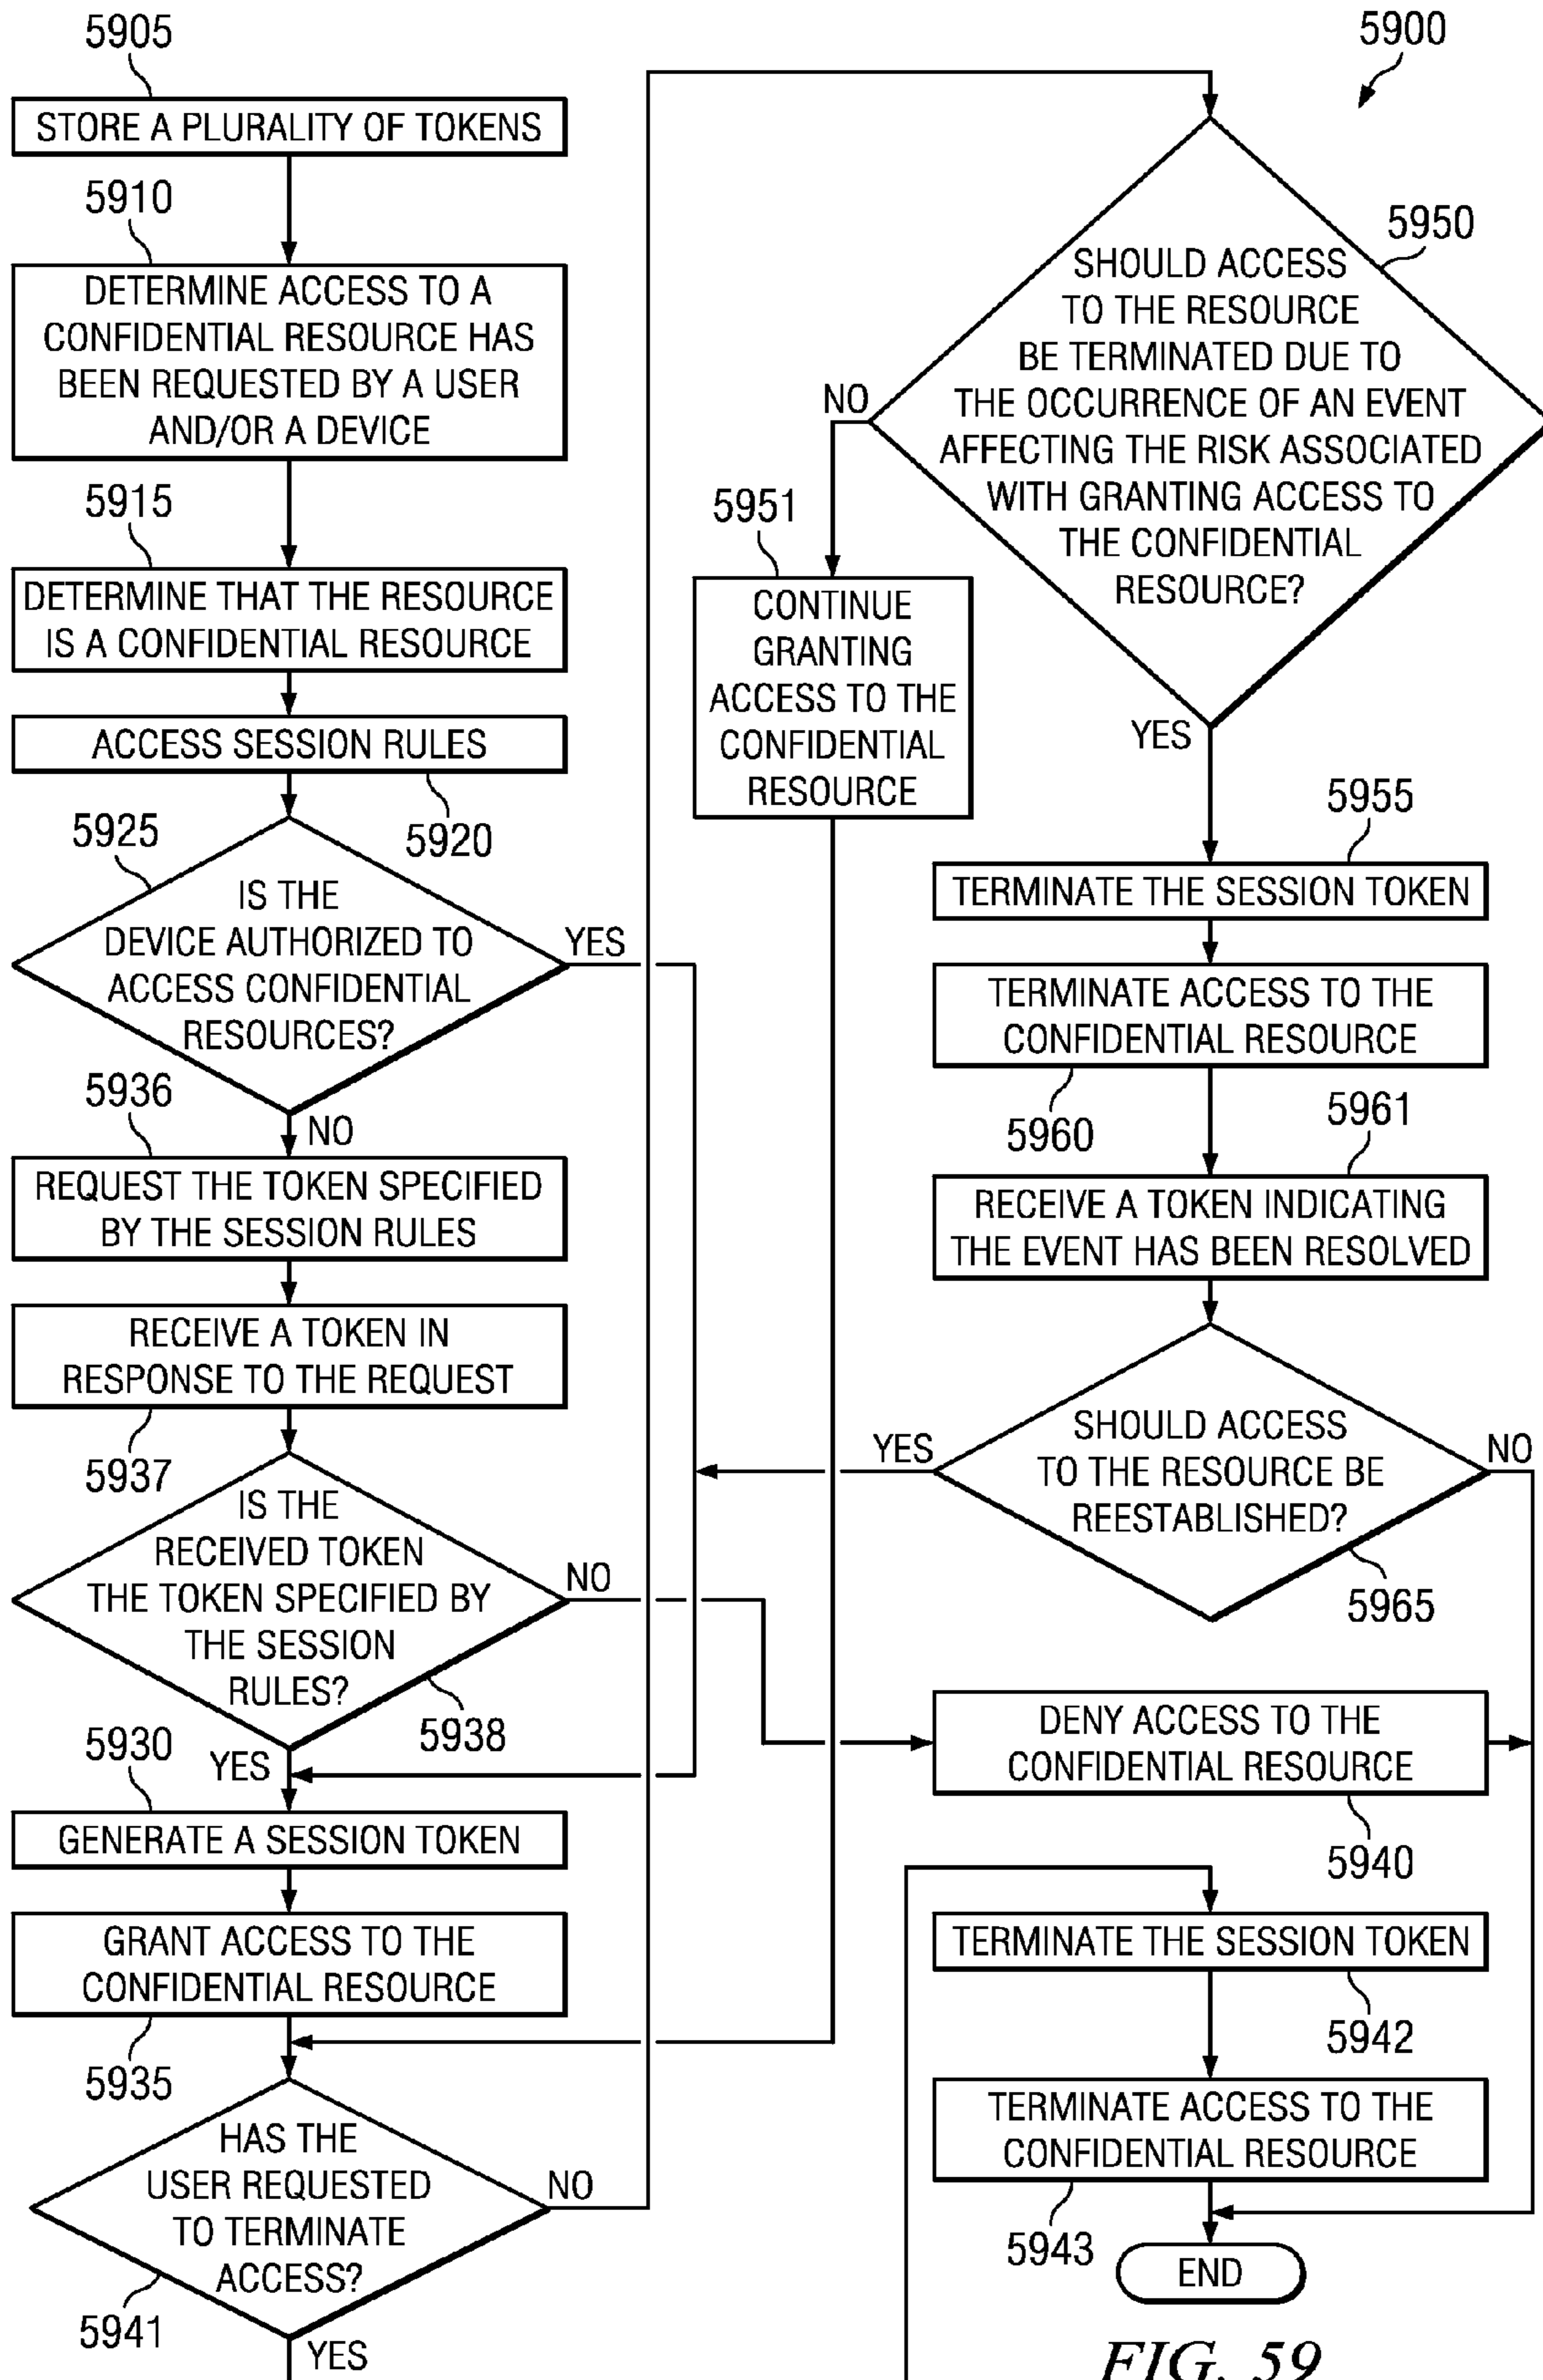 5905
STORE A PLURALITY OF TOKENS
5910
DETERMINE ACCESS TO A
CONFIDENTIAL RESOURCE HAS
BEEN REQUESTED BY A USER
AND/OR A DEVICE
5915
DETERMINE THAT THE RESOURCE
IS A CONFIDENTIAL RESOURCE
ACCESS SESSION RULES
5920
5925
IS THE
DEVICE AUTHORIZED TO
ACCESS CONFIDENTIAL
RESOURCES?
YES
NO
5936
REQUEST THE TOKEN SPECIFIED
BY THE SESSION RULES
RECEIVE A TOKEN IN
RESPONSE TO THE REQUEST
5937
IS THE
RECEIVED TOKEN
THE TOKEN SPECIFIED BY
THE SESSION
RULES?
NO
5938
YES
5930
GENERATE A SESSION TOKEN
GRANT ACCESS TO THE
CONFIDENTIAL RESOURCE
5935
HAS THE
USER REQUESTED
TO TERMINATE
ACCESS?
NO
5941
YES
5900
5950
SHOULD ACCESS
TO THE RESOURCE
BE TERMINATED DUE TO
THE OCCURRENCE OF AN EVENT
AFFECTING THE RISK ASSOCIATED
WITH GRANTING ACCESS TO
THE CONFIDENTIAL
RESOURCE?
NO
5951
CONTINUE
GRANTING
ACCESS TO THE
CONFIDENTIAL
RESOURCE
YES
5955
TERMINATE THE SESSION TOKEN
TERMINATE ACCESS TO THE
CONFIDENTIAL RESOURCE
5960
5961
RECEIVE A TOKEN INDICATING
THE EVENT HAS BEEN RESOLVED
SHOULD ACCESS
TO THE RESOURCE BE
REESTABLISHED?
YES
NO
5965
DENY ACCESS TO THE
CONFIDENTIAL RESOURCE
5940
TERMINATE THE SESSION TOKEN
5942
TERMINATE ACCESS TO THE
CONFIDENTIAL RESOURCE
5943
END
FIG. 59